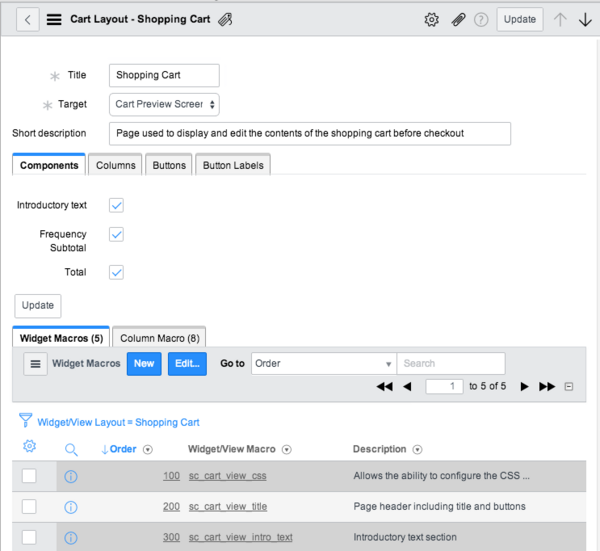 Cart Layout - Shopping Cart
Update
Title Shopping Cart
Target Cart Preview Screen
Short description Page used to display and edit the contents of the shopping cart before checkout
Components Columns Buttons Button Labels
Introductory text
Frequency
Subtotal
Total
Update
Widget Macros (5) Column Macro (8)
Widget Macros New Edit... Go to Order Search
1 to 5 of 5
Widget/View Layout = Shopping Cart
Order Widget/View Macro Description
100 sc_cart_view_css Allows the ability to configure the CSS ...
200 sc_cart_view_title Page header including title and buttons
300 sc_cart_view_intro_text Introductory text section